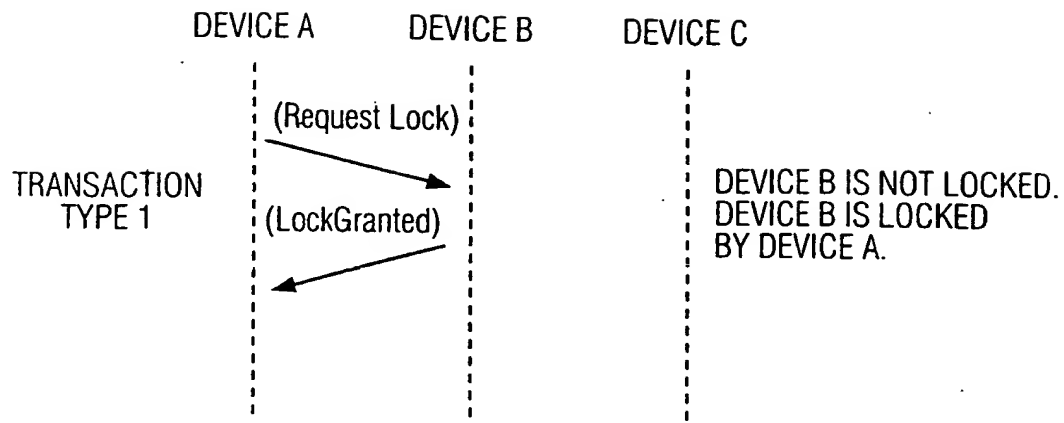 DEVICE A
DEVICE B
DEVICE C
(Request Lock)
TRANSACTION
TYPE 1
(LockGranted)
DEVICE B IS NOT LOCKED.
DEVICE B IS LOCKED
BY DEVICE A.